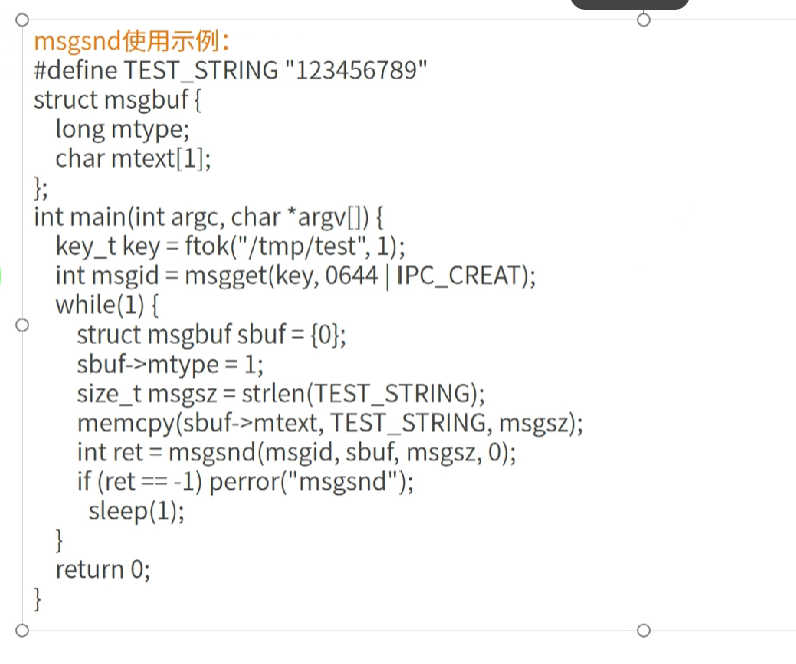 msgsnd使用示例：
#define TEST_STRING "123456789"
struct msgbuf {
long mtype;
char mtext[1];
};
int main(int argc, char *argv[]) {
key_t key = ftok("/tmp/test", 1);
int msgid = msgget(key, 0644 | IPC_CREAT);
while(1) {
struct msgbuf sbuf = {0};
sbuf->mtype = 1;
size_t msgsz = strlen(TEST_STRING);
memcpy(sbuf->mtext, TEST_STRING, msgsz);
int ret = msgsnd(msgid, sbuf, msgsz, 0);
if (ret == -1) perror("msgsnd");
sleep(1);
}
return 0;
}